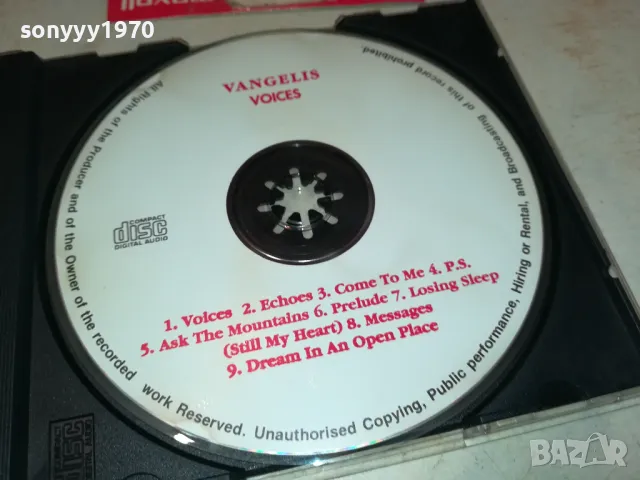 sonyyy1970
VANGELIS
VOICES
COMPACT
disc
DIGITAL AUDIO
1. Voices 2. Echoes 3. Come To Me 4. P.S.
5. Ask The Mountains 6. Prelude 7. Losing Sleep
(Still My Heart) 8. Messages
9. Dream In An Open Place
All Rights of the Producer and of the Owner of the recorded work Reserved. Unauthorised Copying, Public performance, Hiring or Rental, and Broadcasting of this record prohibited.
BAZAR
sonyyy1970